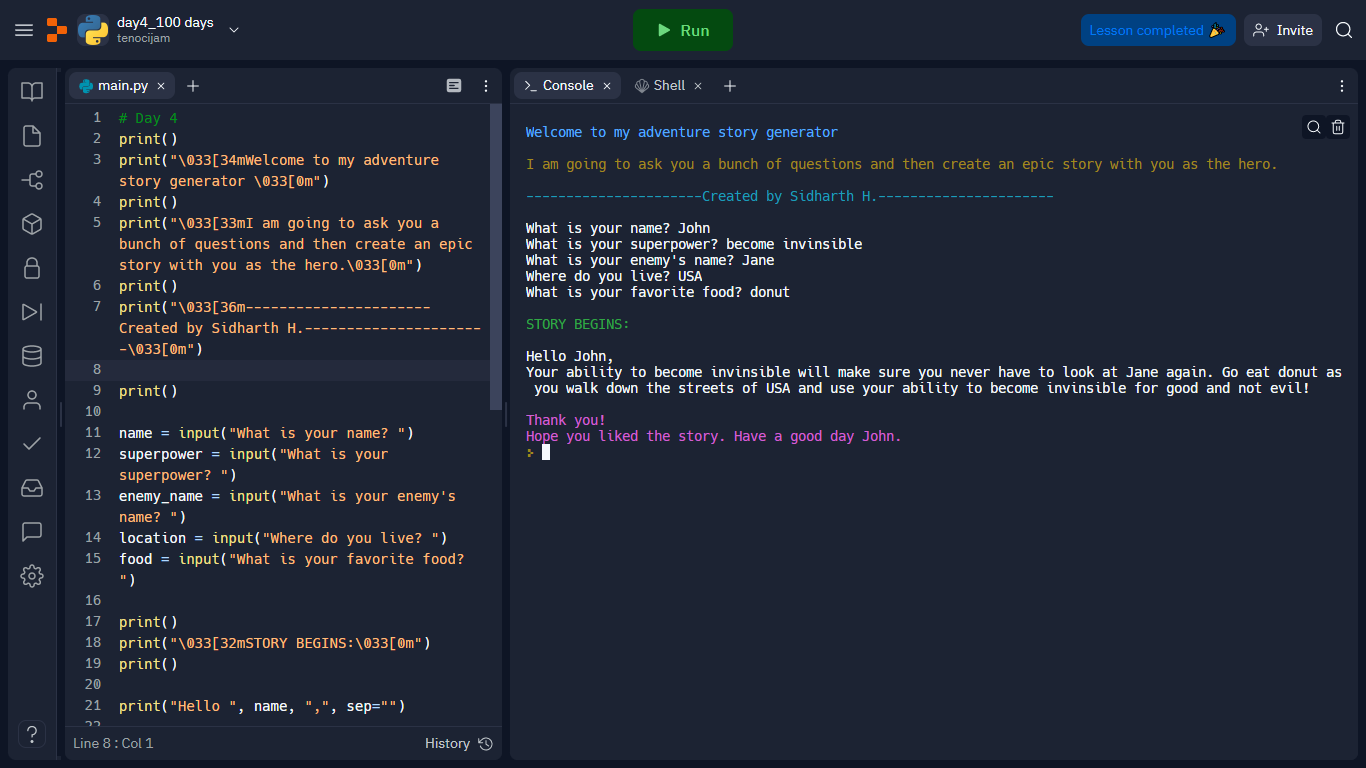 day4_100 days
tenocijam
Run
Lesson completed
Invite
main.py
1 # Day 4
2 print()
3 print("\033[34mWelcome to my adventure
story generator \033[0m")
4 print()
5 print("\033[33mI am going to ask you a
bunch of questions and then create an epic
story with you as the hero.\033[0m")
6 print()
7 print("\033[36m----------------------
Created by Sidharth H.---------------------
-\033[0m")
8
9 print()
10
11 name = input("What is your name? ")
12 superpower = input("What is your
superpower? ")
13 enemy_name = input("What is your enemy's
name? ")
14 location = input("Where do you live? ")
15 food = input("What is your favorite food?
")
16
17 print()
18 print("\033[32mSTORY BEGINS:\033[0m")
19 print()
20
21 print("Hello ", name, ",", sep="")
22
Line 8 : Col 1
History
Console
Shell
Welcome to my adventure story generator
I am going to ask you a bunch of questions and then create an epic story with you as the hero.
----------------------Created by Sidharth H.----------------------
What is your name? John
What is your superpower? become invinsible
What is your enemy's name? Jane
Where do you live? USA
What is your favorite food? donut
STORY BEGINS:
Hello John,
Your ability to become invinsible will make sure you never have to look at Jane again. Go eat donut as
you walk down the streets of USA and use your ability to become invinsible for good and not evil!
Thank you!
Hope you liked the story. Have a good day John.